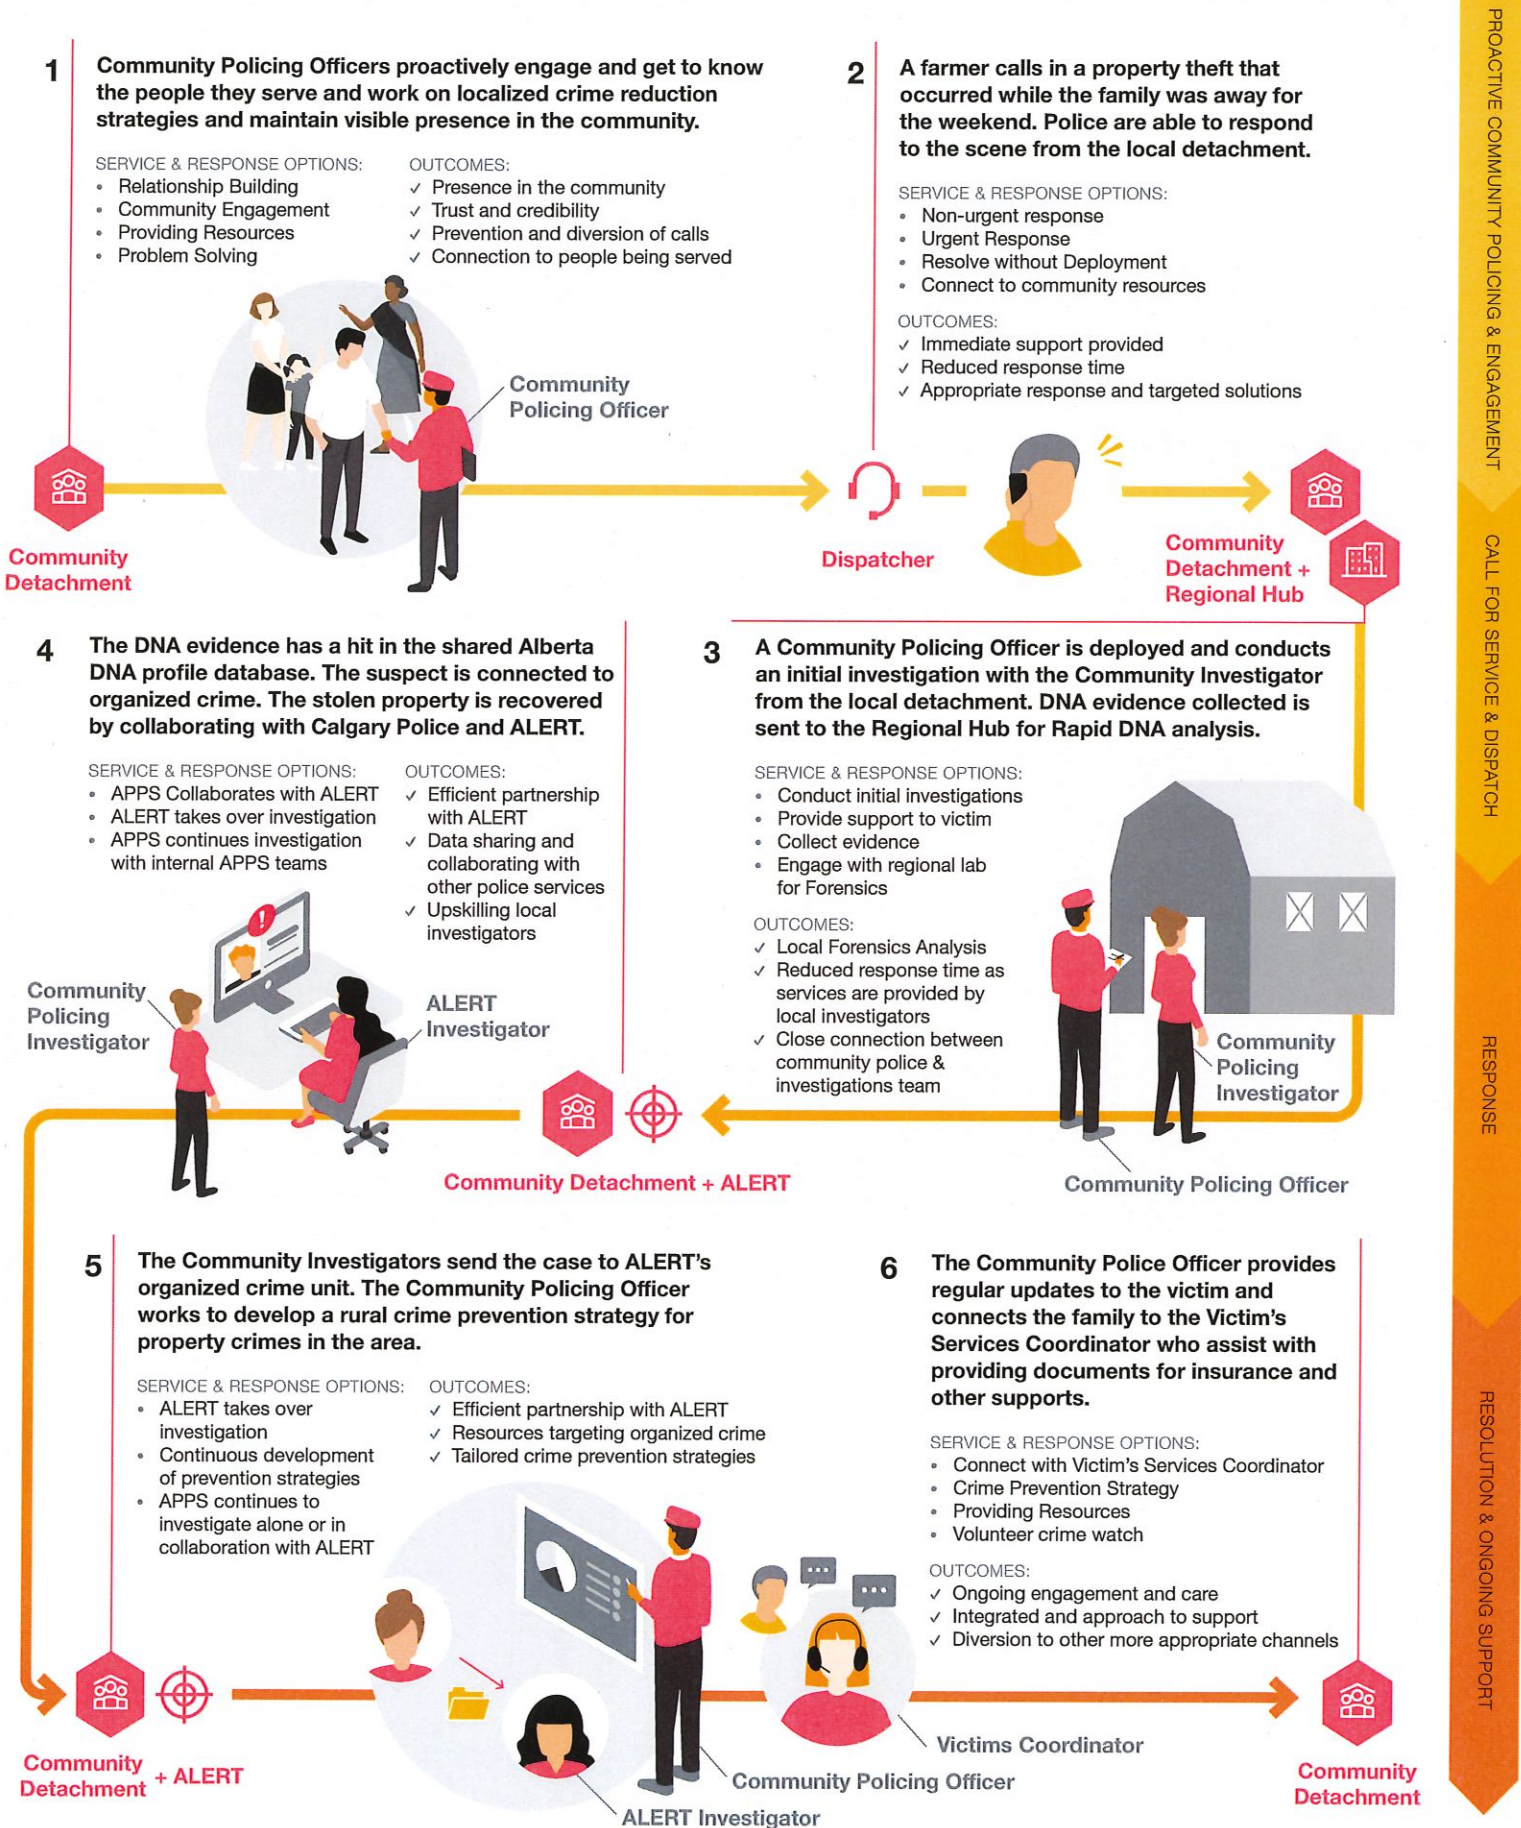 1
Community Policing Officers proactively engage and get to know
the people they serve and work on localized crime reduction
strategies and maintain visible presence in the community.
SERVICE & RESPONSE OPTIONS:
• Relationship Building
• Community Engagement
• Providing Resources
• Problem Solving
OUTCOMES:
✓ Presence in the community
✓ Trust and credibility
✓ Prevention and diversion of calls
✓ Connection to people being served
Community
Policing Officer
Community
Detachment
2
A farmer calls in a property theft that
occurred while the family was away for
the weekend. Police are able to respond
to the scene from the local detachment.
SERVICE & RESPONSE OPTIONS:
• Non-urgent response
• Urgent Response
• Resolve without Deployment
• Connect to community resources
OUTCOMES:
✓ Immediate support provided
✓ Reduced response time
✓ Appropriate response and targeted solutions
Dispatcher
Community
Detachment +
Regional Hub
3
A Community Policing Officer is deployed and conducts
an initial investigation with the Community Investigator
from the local detachment. DNA evidence collected is
sent to the Regional Hub for Rapid DNA analysis.
SERVICE & RESPONSE OPTIONS:
• Conduct initial investigations
• Provide support to victim
• Collect evidence
• Engage with regional lab
for Forensics
OUTCOMES:
✓ Local Forensics Analysis
✓ Reduced response time as
services are provided by
local investigators
✓ Close connection between
community police &
investigations team
Community
Policing
Investigator
Community Policing Officer
4
The DNA evidence has a hit in the shared Alberta
DNA profile database. The suspect is connected to
organized crime. The stolen property is recovered
by collaborating with Calgary Police and ALERT.
SERVICE & RESPONSE OPTIONS:
• APPS Collaborates with ALERT
• ALERT takes over investigation
• APPS continues investigation
with internal APPS teams
OUTCOMES:
✓ Efficient partnership
with ALERT
✓ Data sharing and
collaborating with
other police services
✓ Upskilling local
investigators
!
Community
Policing
Investigator
ALERT
Investigator
Community Detachment + ALERT
5
The Community Investigators send the case to ALERT's
organized crime unit. The Community Policing Officer
works to develop a rural crime prevention strategy for
property crimes in the area.
SERVICE & RESPONSE OPTIONS:
• ALERT takes over
investigation
• Continuous development
of prevention strategies
• APPS continues to
investigate alone or in
collaboration with ALERT
OUTCOMES:
✓ Efficient partnership with ALERT
✓ Resources targeting organized crime
✓ Tailored crime prevention strategies
Community
Detachment + ALERT
ALERT Investigator
Community Policing Officer
6
The Community Police Officer provides
regular updates to the victim and
connects the family to the Victim's
Services Coordinator who assist with
providing documents for insurance and
other supports.
SERVICE & RESPONSE OPTIONS:
• Connect with Victim's Services Coordinator
• Crime Prevention Strategy
• Providing Resources
• Volunteer crime watch
OUTCOMES:
✓ Ongoing engagement and care
✓ Integrated and approach to support
✓ Diversion to other more appropriate channels
Victims Coordinator
Community
Detachment
PROACTIVE COMMUNITY POLICING & ENGAGEMENT
CALL FOR SERVICE & DISPATCH
RESPONSE
RESOLUTION & ONGOING SUPPORT